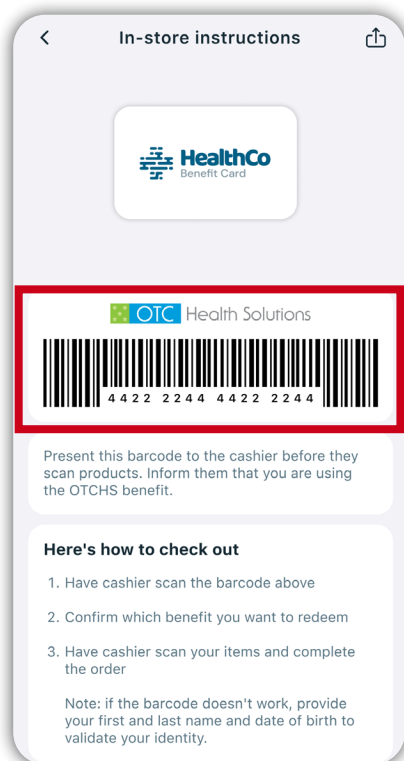 In-store instructions
HealthCo
Benefit Card
OTC Health Solutions
4422 2244 4422 2244
Present this barcode to the cashier before they
scan products. Inform them that you are using
the OTCHS benefit.
Here's how to check out
1. Have cashier scan the barcode above
2. Confirm which benefit you want to redeem
3. Have cashier scan your items and complete
the order
Note: if the barcode doesn't work, provide
your first and last name and date of birth to
validate your identity.